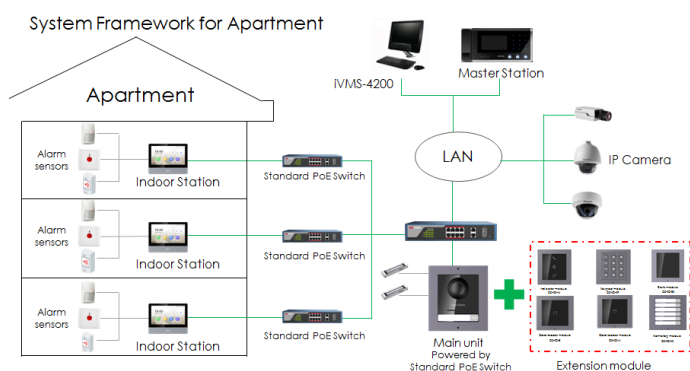 System Framework for Apartment
iVMS-4200
Master Station
Apartment
LAN
IP Camera
Alarm
sensors
Indoor Station
Standard PoE Switch
Alarm
sensors
Indoor Station
Standard PoE Switch
Alarm
sensors
Indoor Station
Standard PoE Switch
Main unit
Powered by
Standard PoE Switch
Extension module